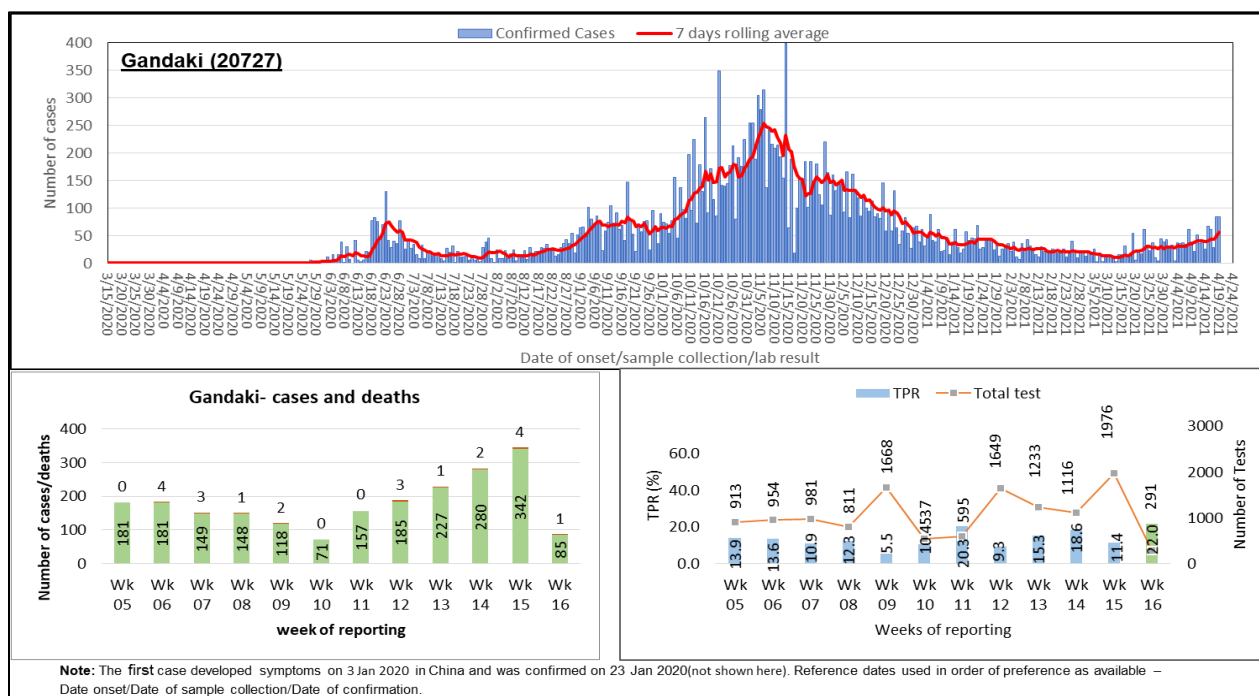 Confirmed Cases 7 days rolling average
Gandaki (20727)
Number of cases
400
350
300
250
200
150
100
50
0
3/15/2020 3/20/2020 3/25/2020 3/30/2020 4/4/2020 4/9/2020 4/14/2020 4/19/2020 4/24/2020 4/29/2020 5/4/2020 5/9/2020 5/14/2020 5/19/2020 5/24/2020 5/29/2020 6/3/2020 6/8/2020 6/13/2020 6/18/2020 6/23/2020 6/28/2020 7/3/2020 7/8/2020 7/13/2020 7/18/2020 7/23/2020 7/28/2020 8/2/2020 8/7/2020 8/12/2020 8/17/2020 8/22/2020 8/27/2020 9/1/2020 9/6/2020 9/11/2020 9/16/2020 9/21/2020 9/26/2020 10/1/2020 10/6/2020 10/11/2020 10/16/2020 10/21/2020 10/26/2020 10/31/2020 11/5/2020 11/10/2020 11/15/2020 11/20/2020 11/25/2020 11/30/2020 12/5/2020 12/10/2020 12/15/2020 12/20/2020 12/25/2020 12/30/2020 1/4/2021 1/9/2021 1/14/2021 1/19/2021 1/24/2021 1/29/2021 2/3/2021 2/8/2021 2/13/2021 2/18/2021 2/23/2021 2/28/2021 3/5/2021 3/10/2021 3/15/2021 3/20/2021 3/25/2021 3/30/2021 4/4/2021 4/9/2021 4/14/2021 4/19/2021 4/24/2021
Date of onset/sample collection/lab result
Gandaki- cases and deaths
Number of cases/deaths
400
300
200
100
0
0 4 3 1 2 0 0 3 1 2 4 1
181 181 149 148 118 71 157 185 227 280 342 85
Wk Wk Wk Wk Wk Wk Wk Wk Wk Wk Wk Wk
05 06 07 08 09 10 11 12 13 14 15 16
week of reporting
TPR Total test
TPR (%)
60.0
40.0
20.0
0.0
913 954 981 811 1668 537 595 1649 1233 1116 1976 291
13.9 13.6 10.9 12.3 5.5 10.4 20.3 9.3 15.3 18.6 11.4 22.0
3000
2000
1000
0
Number of Tests
Wk Wk Wk Wk Wk Wk Wk Wk Wk Wk Wk Wk
05 06 07 08 09 10 11 12 13 14 15 16
Weeks of reporting
Note: The first case developed symptoms on 3 Jan 2020 in China and was confirmed on 23 Jan 2020(not shown here). Reference dates used in order of preference as available –
Date onset/Date of sample collection/Date of confirmation.